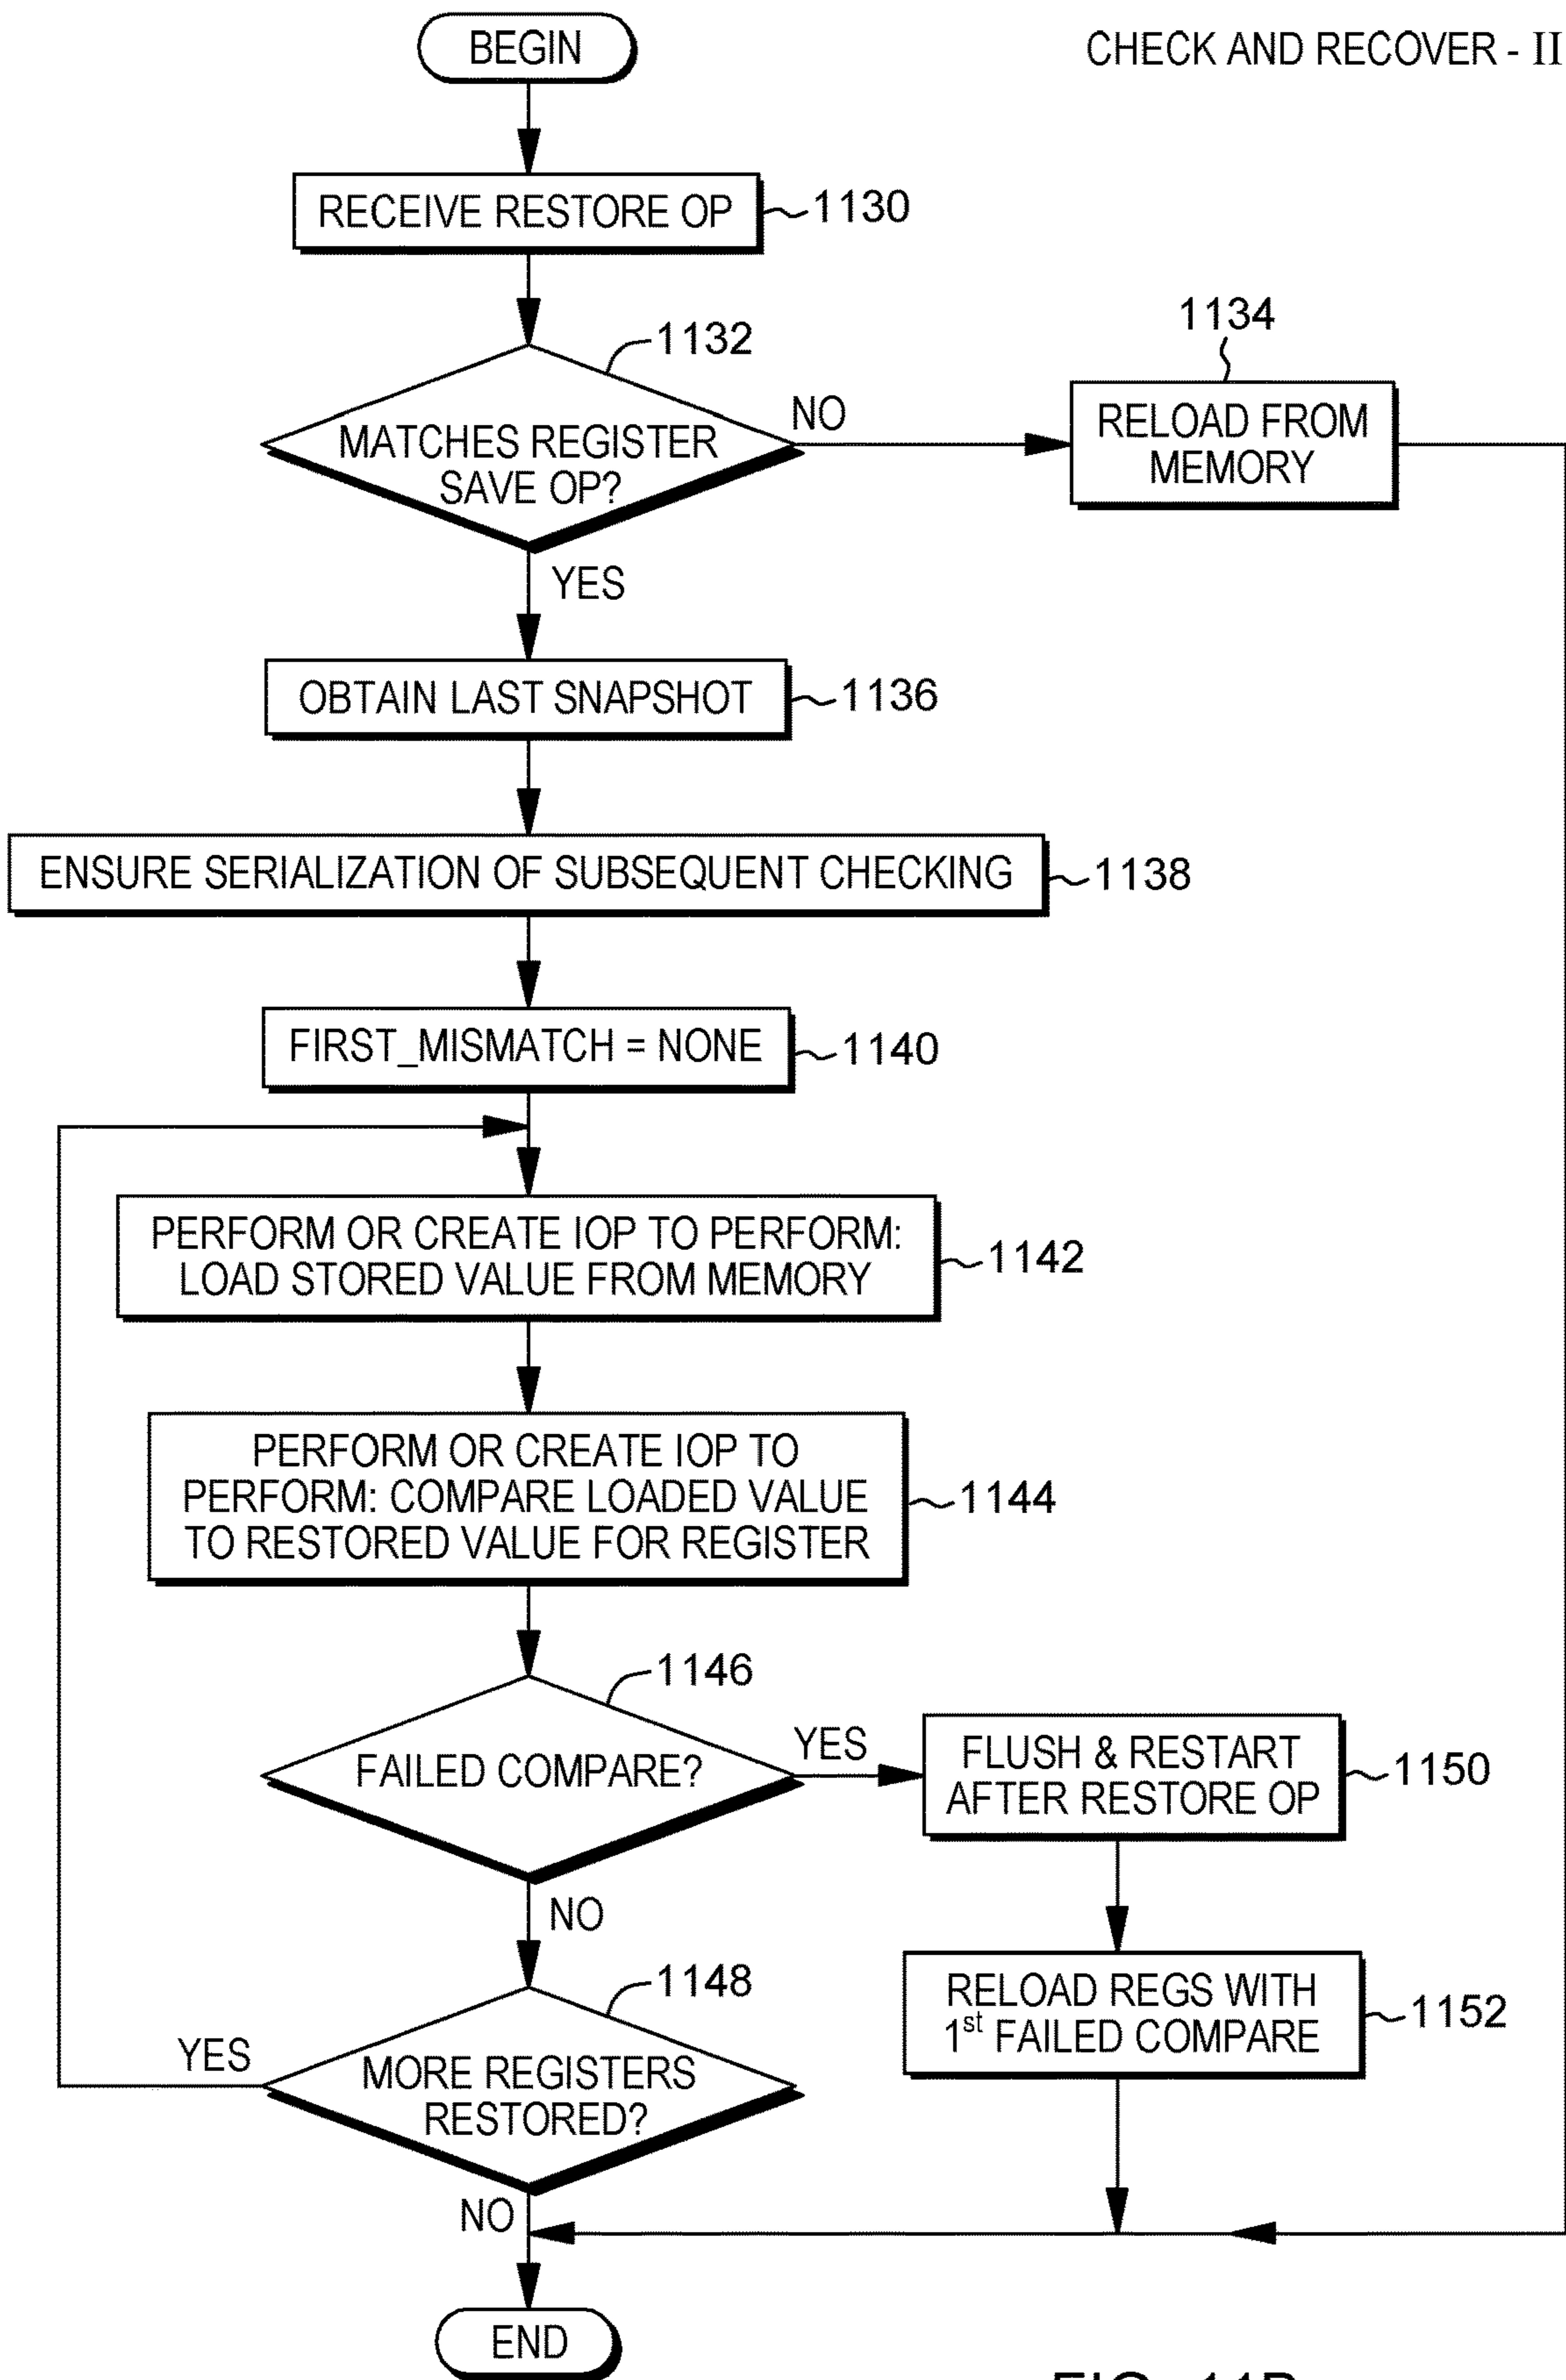 BEGIN
CHECK AND RECOVER - II
RECEIVE RESTORE OP
1130
1132
MATCHES REGISTER
SAVE OP?
NO
1134
RELOAD FROM
MEMORY
YES
OBTAIN LAST SNAPSHOT
1136
ENSURE SERIALIZATION OF SUBSEQUENT CHECKING
1138
FIRST_MISMATCH = NONE
1140
PERFORM OR CREATE IOP TO PERFORM:
LOAD STORED VALUE FROM MEMORY
1142
PERFORM OR CREATE IOP TO
PERFORM: COMPARE LOADED VALUE
TO RESTORED VALUE FOR REGISTER
1144
1146
FAILED COMPARE?
YES
FLUSH & RESTART
AFTER RESTORE OP
1150
NO
1148
RELOAD REGS WITH
1st FAILED COMPARE
1152
YES
MORE REGISTERS
RESTORED?
NO
END